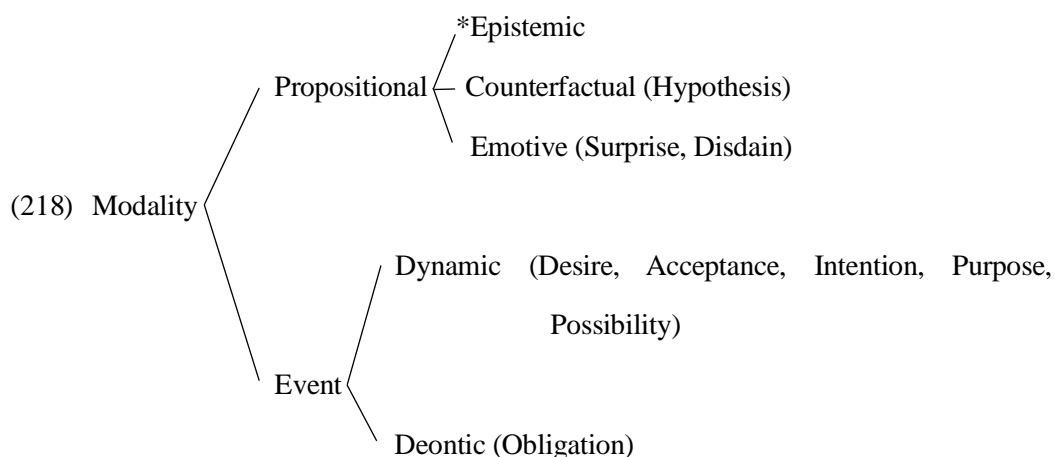 *Epistemic
Propositional Counterfactual (Hypothesis)
Emotive (Surprise, Disdain)
(218) Modality
Dynamic (Desire, Acceptance, Intention, Purpose,
Possibility)
Event
Deontic (Obligation)